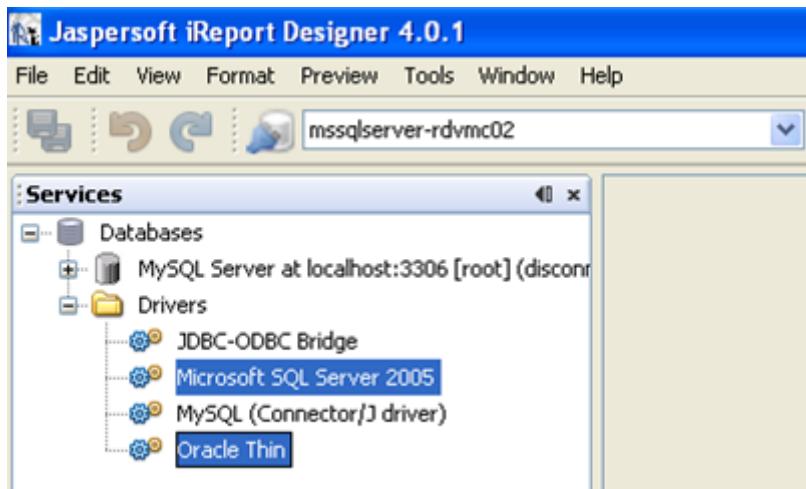 Jaspersoft iReport Designer 4.0.1
File Edit View Format Preview Tools Window Help
mssqlserver-rdvmc02
Services
Databases
MySQL Server at localhost:3306 [root] (disconn
Drivers
JDBC-ODBC Bridge
Microsoft SQL Server 2005
MySQL (Connector/J driver)
Oracle Thin